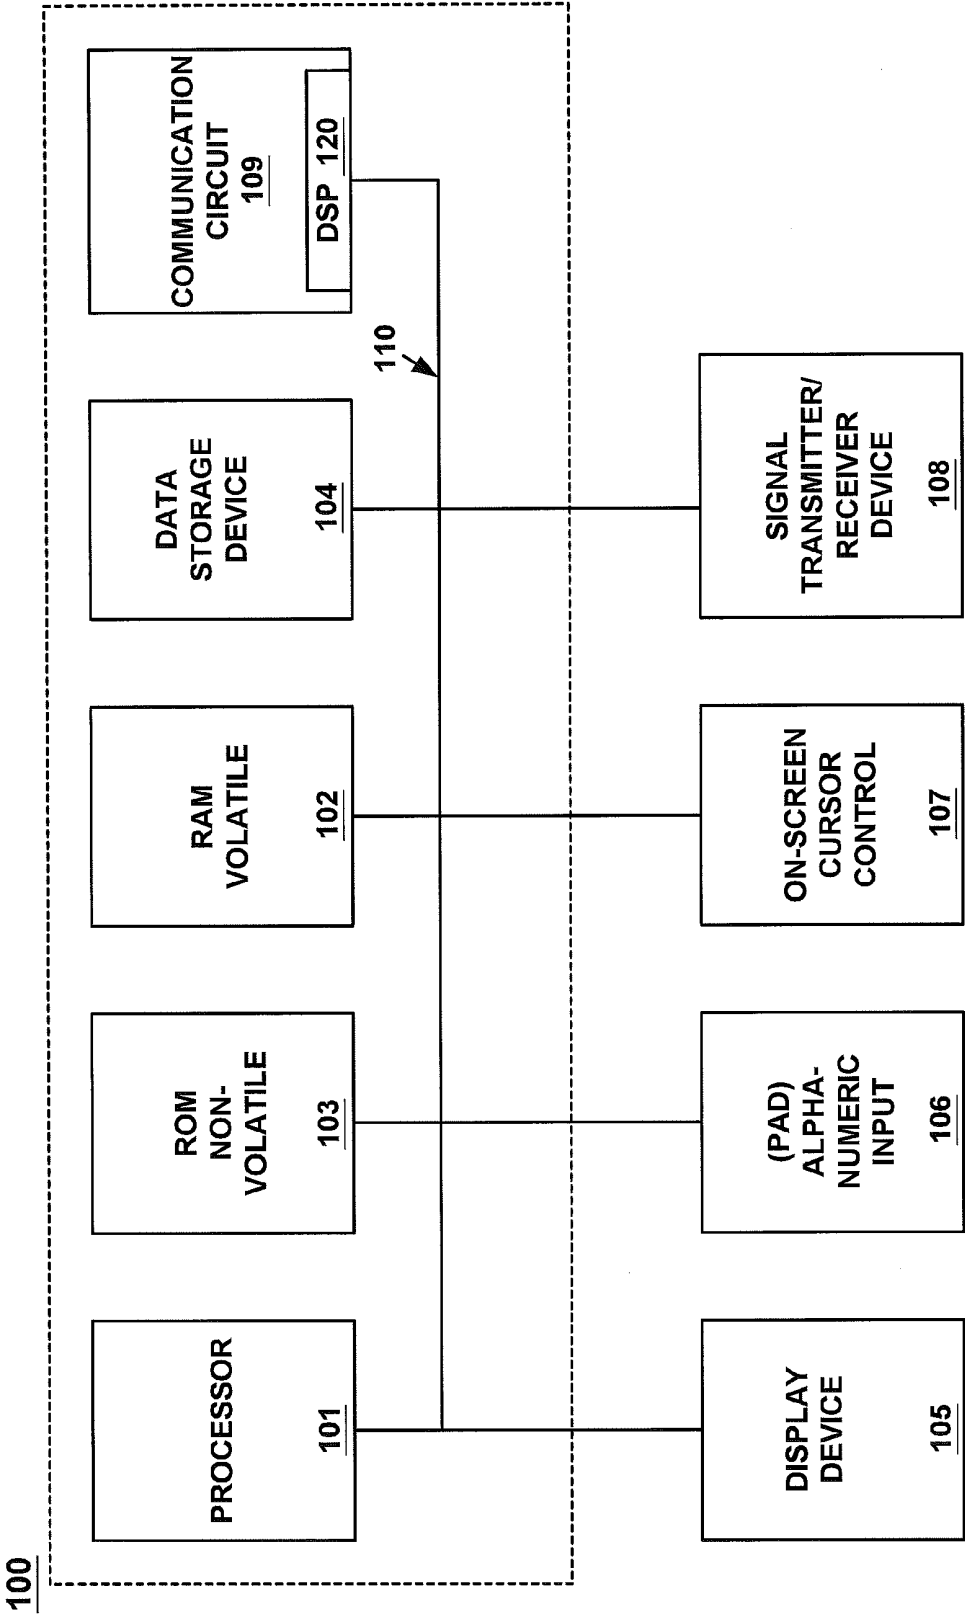 100
PROCESSOR
101
ROM
NON-
VOLATILE
103
RAM
VOLATILE
102
DATA
STORAGE
DEVICE
104
COMMUNICATION
CIRCUIT
109
DSP 120
110
DISPLAY
DEVICE
105
(PAD)
ALPHA-
NUMERIC
INPUT
106
ON-SCREEN
CURSOR
CONTROL
107
SIGNAL
TRANSMITTER/
RECEIVER
DEVICE
108